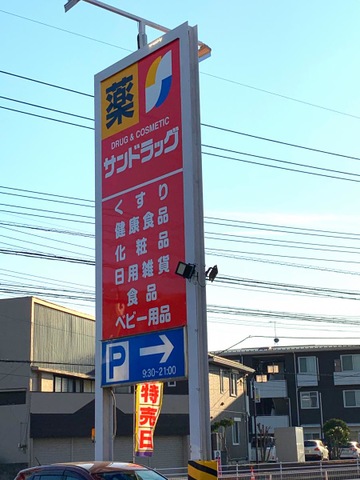 薬
DRUG & COSMETIC
サンドラッグ
くすり
健康食品
化粧品
日用雑貨
食品
ベビー用品
P
9:30-21:00
特売日